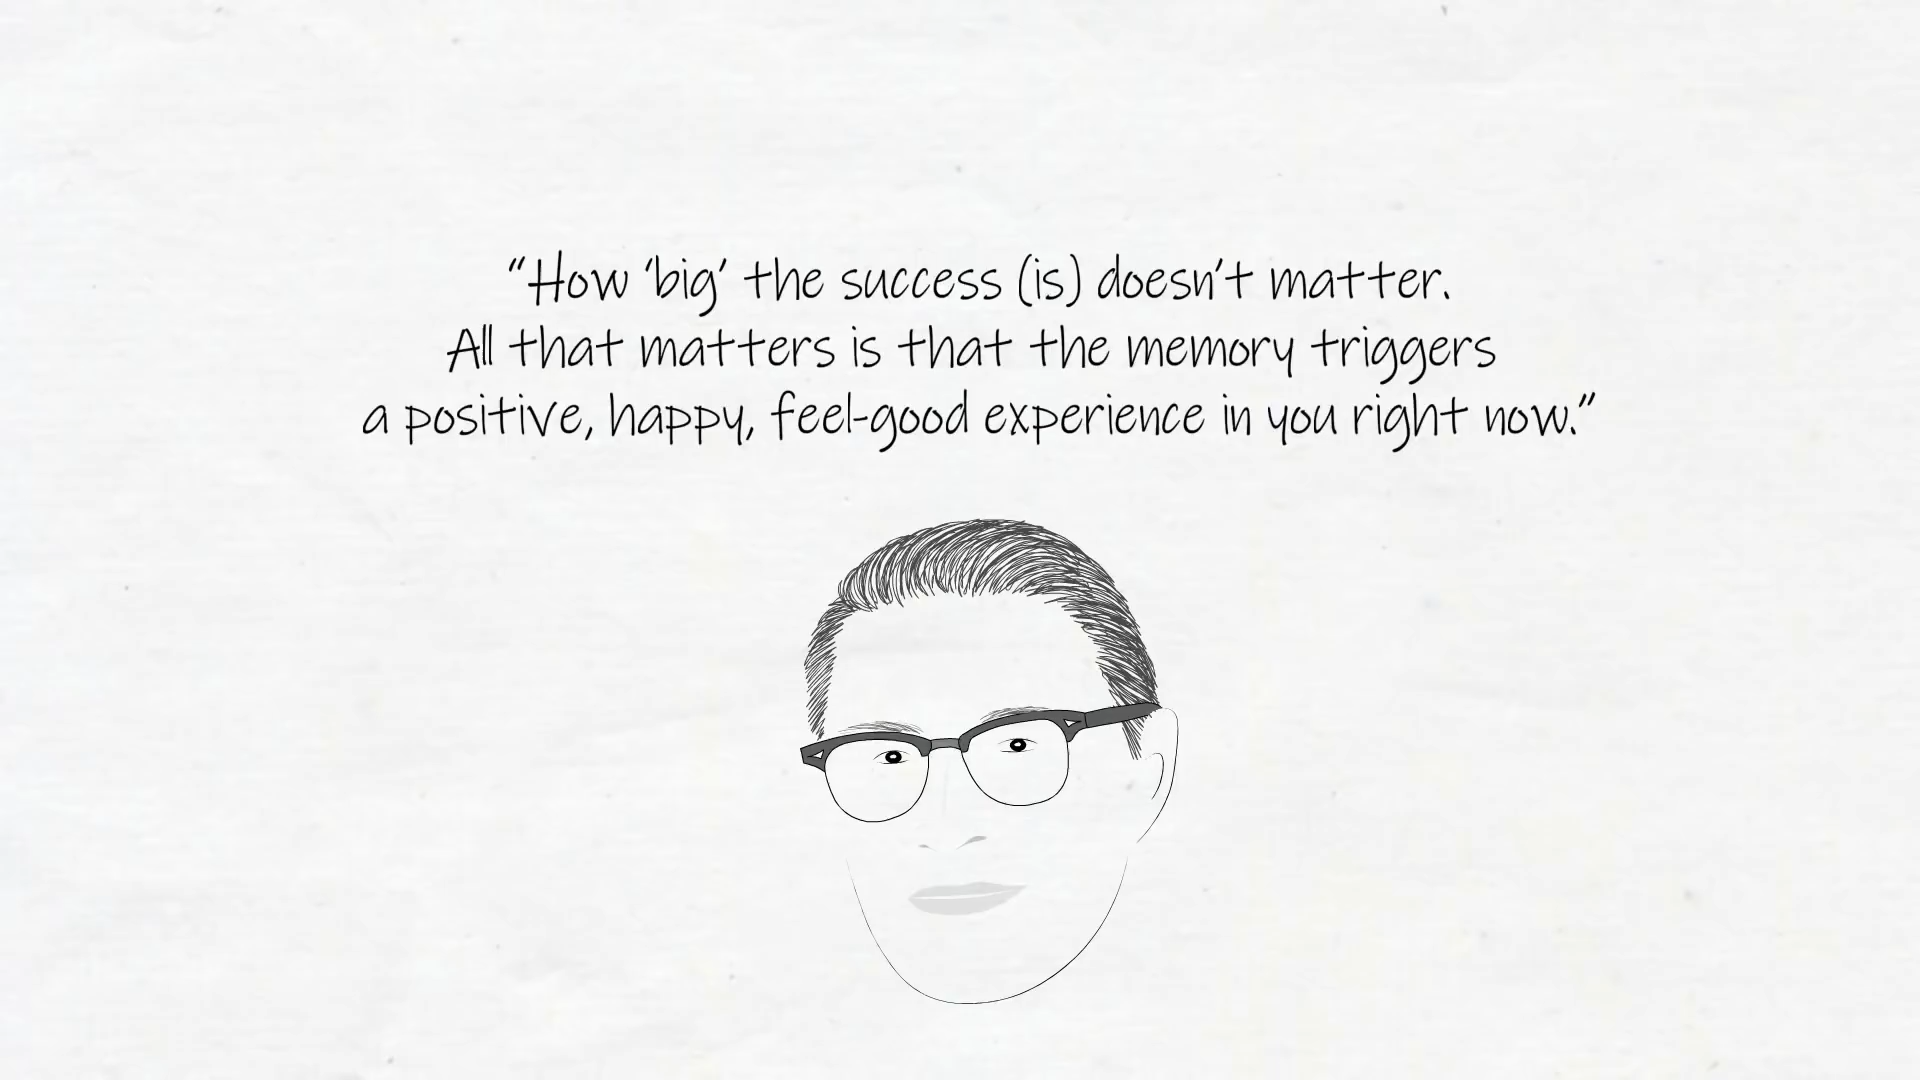 “How ‘big’ the success (is) doesn’t matter.
All that matters is that the memory triggers
a positive, happy, feel-good experience in you right now.”